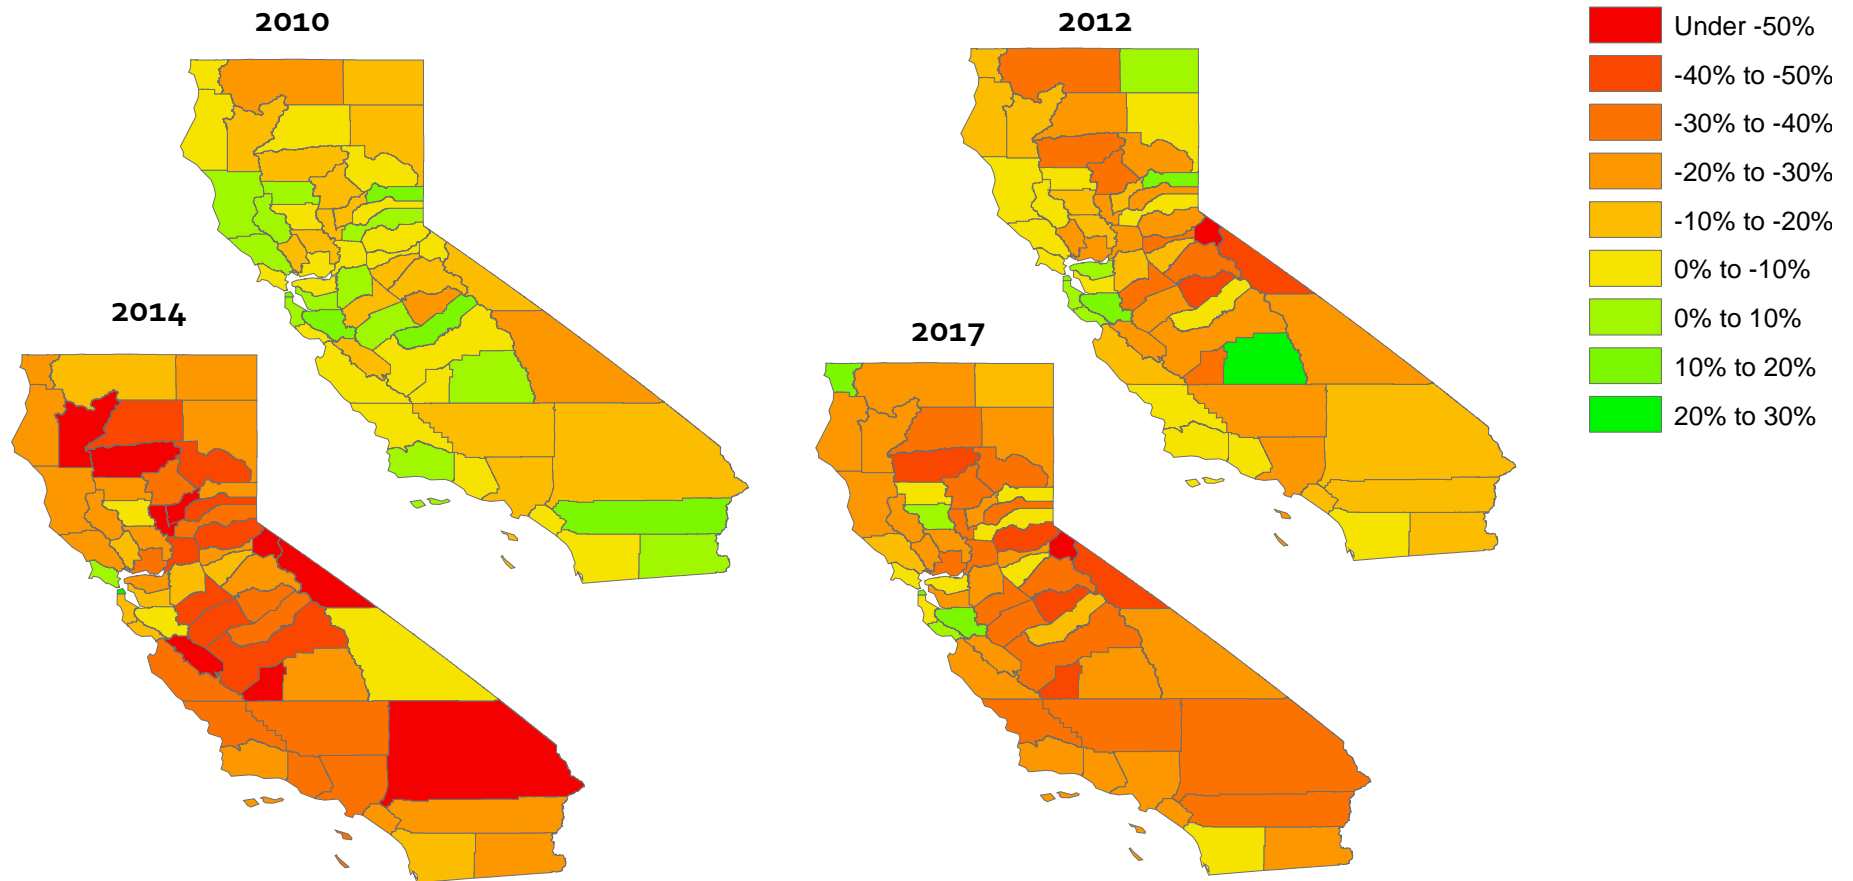 2010
2012
2014
2017
Under -50%
-40% to -50%
-30% to -40%
-20% to -30%
-10% to -20%
0% to -10%
0% to 10%
10% to 20%
20% to 30%